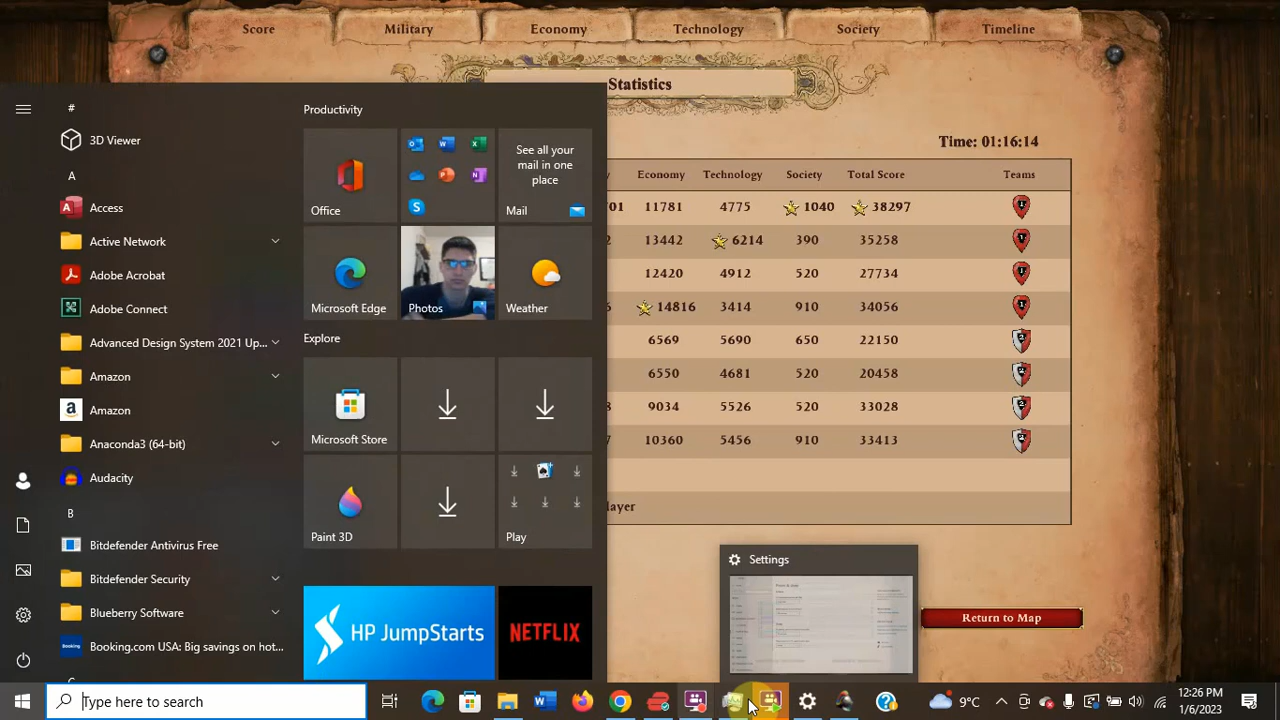 Score Military Economy Technology Society Timeline
Statistics
Time: 01:16:14
Economy Technology Society Total Score Teams
11781 4775 1040 38297 1
13442 6214 390 35258 1
12420 4912 520 27734 1
14816 3414 910 34056 1
6569 5690 650 22150
6550 4681 520 20458
9034 5526 520 33028
10360 5456 910 33413
Return to Map
#
3D Viewer
A
Access
Active Network
Adobe Acrobat
Adobe Connect
Advanced Design System 2021 Up...
Amazon
Amazon
Anaconda3 (64-bit)
Audacity
B
Bitdefender Antivirus Free
Bitdefender Security
Blueberry Software
Booking.com USA: Big savings on hot...
Productivity
Office
See all your
mail in one
place
Mail
Microsoft Edge
Photos
Weather
Explore
Microsoft Store
Paint 3D
Play
HP JumpStarts
NETFLIX
Settings
Type here to search
9°C
12:26 PM
1/6/2023